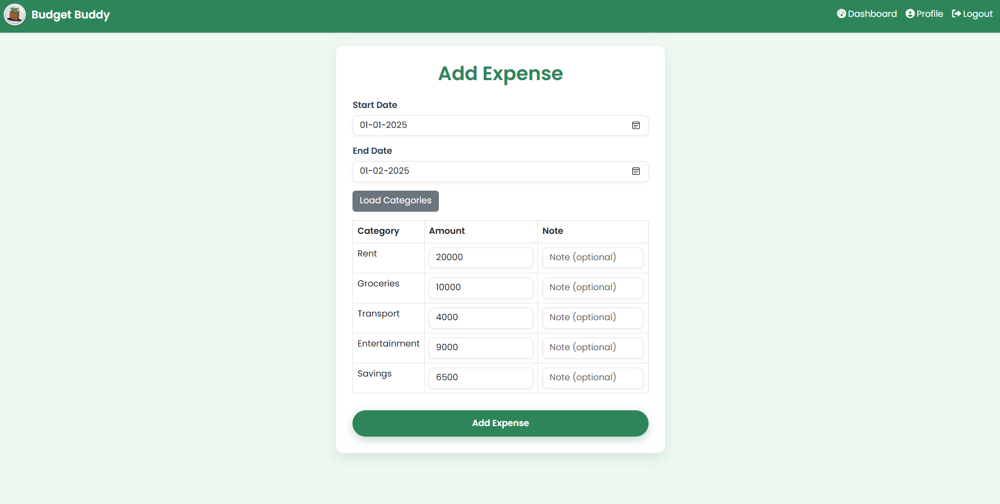 Budget Buddy
Dashboard Profile Logout
Add Expense
Start Date
01-01-2025
End Date
01-02-2025
Load Categories
Category Amount Note
Rent 20000 Note (optional)
Groceries 10000 Note (optional)
Transport 4000 Note (optional)
Entertainment 9000 Note (optional)
Savings 6500 Note (optional)
Add Expense